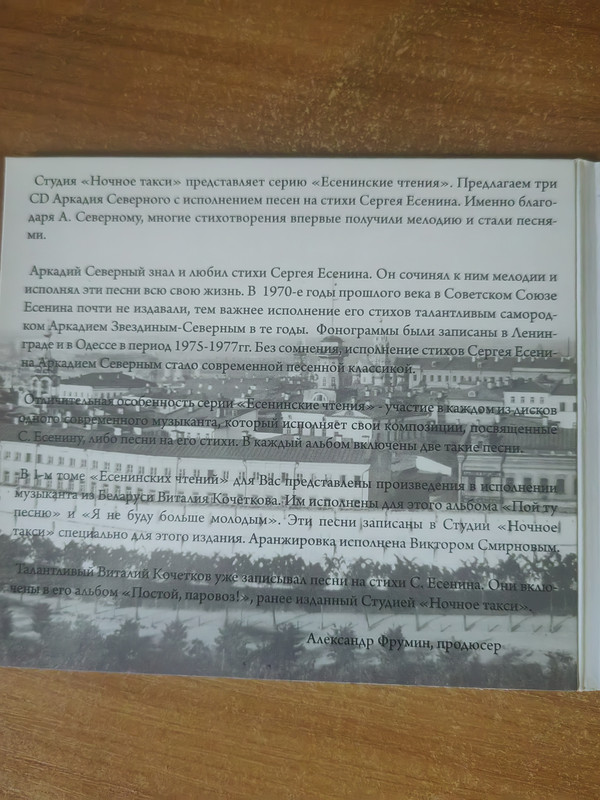 Студия «Ночное такси» представляет серию «Есенинские чтения». Предлагаем три
CD Аркадия Северного с исполнением песен на стихи Сергея Есенина. Именно благо-
даря А. Северному, многие стихотворения впервые получили мелодию и стали песня-
ми.
Аркадий Северный знал и любил стихи Сергея Есенина. Он сочинял к ним мелодии и
исполнял эти песни всю свою жизнь. В 1970-е годы прошлого века в Советском Союзе
Есенина почти не издавали, тем важнее исполнение его стихов талантливым самород-
ком Аркадием Звездиным-Северным в те годы. Фонограммы были записаны в Ленин-
граде и в Одессе в период 1975-1977гг. Без сомнения, исполнение стихов Сергея Есени-
на Аркадием Северным стало современной песенной классикой.
Отличительная особенность серии «Есенинские чтения» - участие в каждом из дисков
одного современного музыканта, который исполняет свои композиции, посвященные
С. Есенину, либо песни на его стихи. В каждый альбом включены две такие песни.
В 1-м томе «Есенинских чтений» для Вас представлены произведения в исполнении
музыканта из Беларуси Виталия Кочеткова. Им исполнены для этого альбома «Пой ту
песню» и «Я не буду больше молодым». Эти песни записаны в Студии «Ночное
такси» специально для этого издания. Аранжировка исполнена Виктором Смирновым.
Талантливый Виталий Кочетков уже записывал песни на стихи С. Есенина. Они вклю-
чены в его альбом «Постой, паровоз!», ранее изданный Студией «Ночное такси».
Александр Фрумин, продюсер